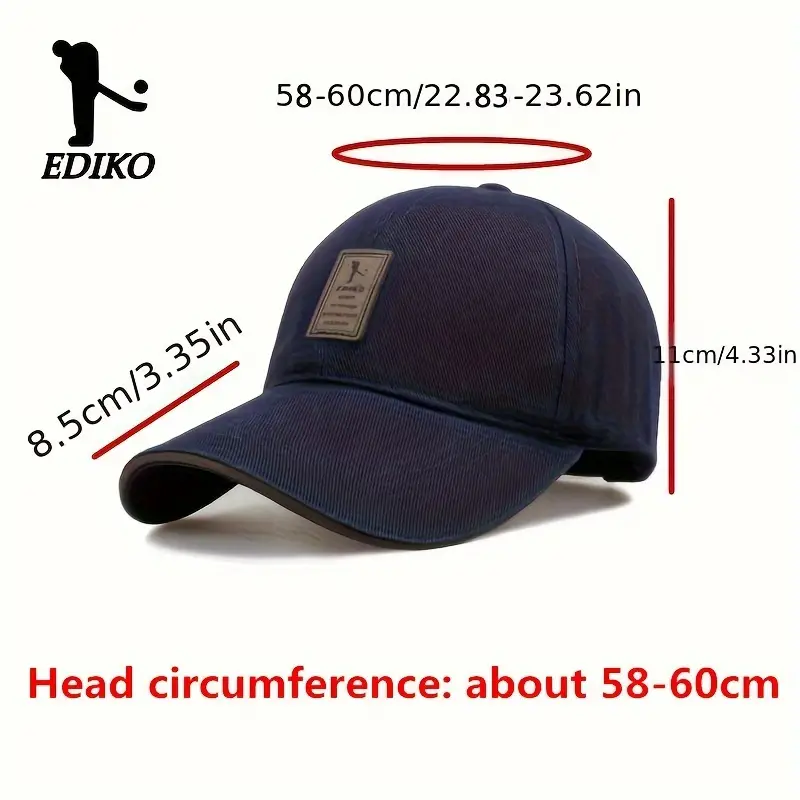 58-60cm/22.83-23.62in
EDIKO
8.5cm/3.35in
EDIKO
11cm/4.33in
Head circumference: about 58-60cm